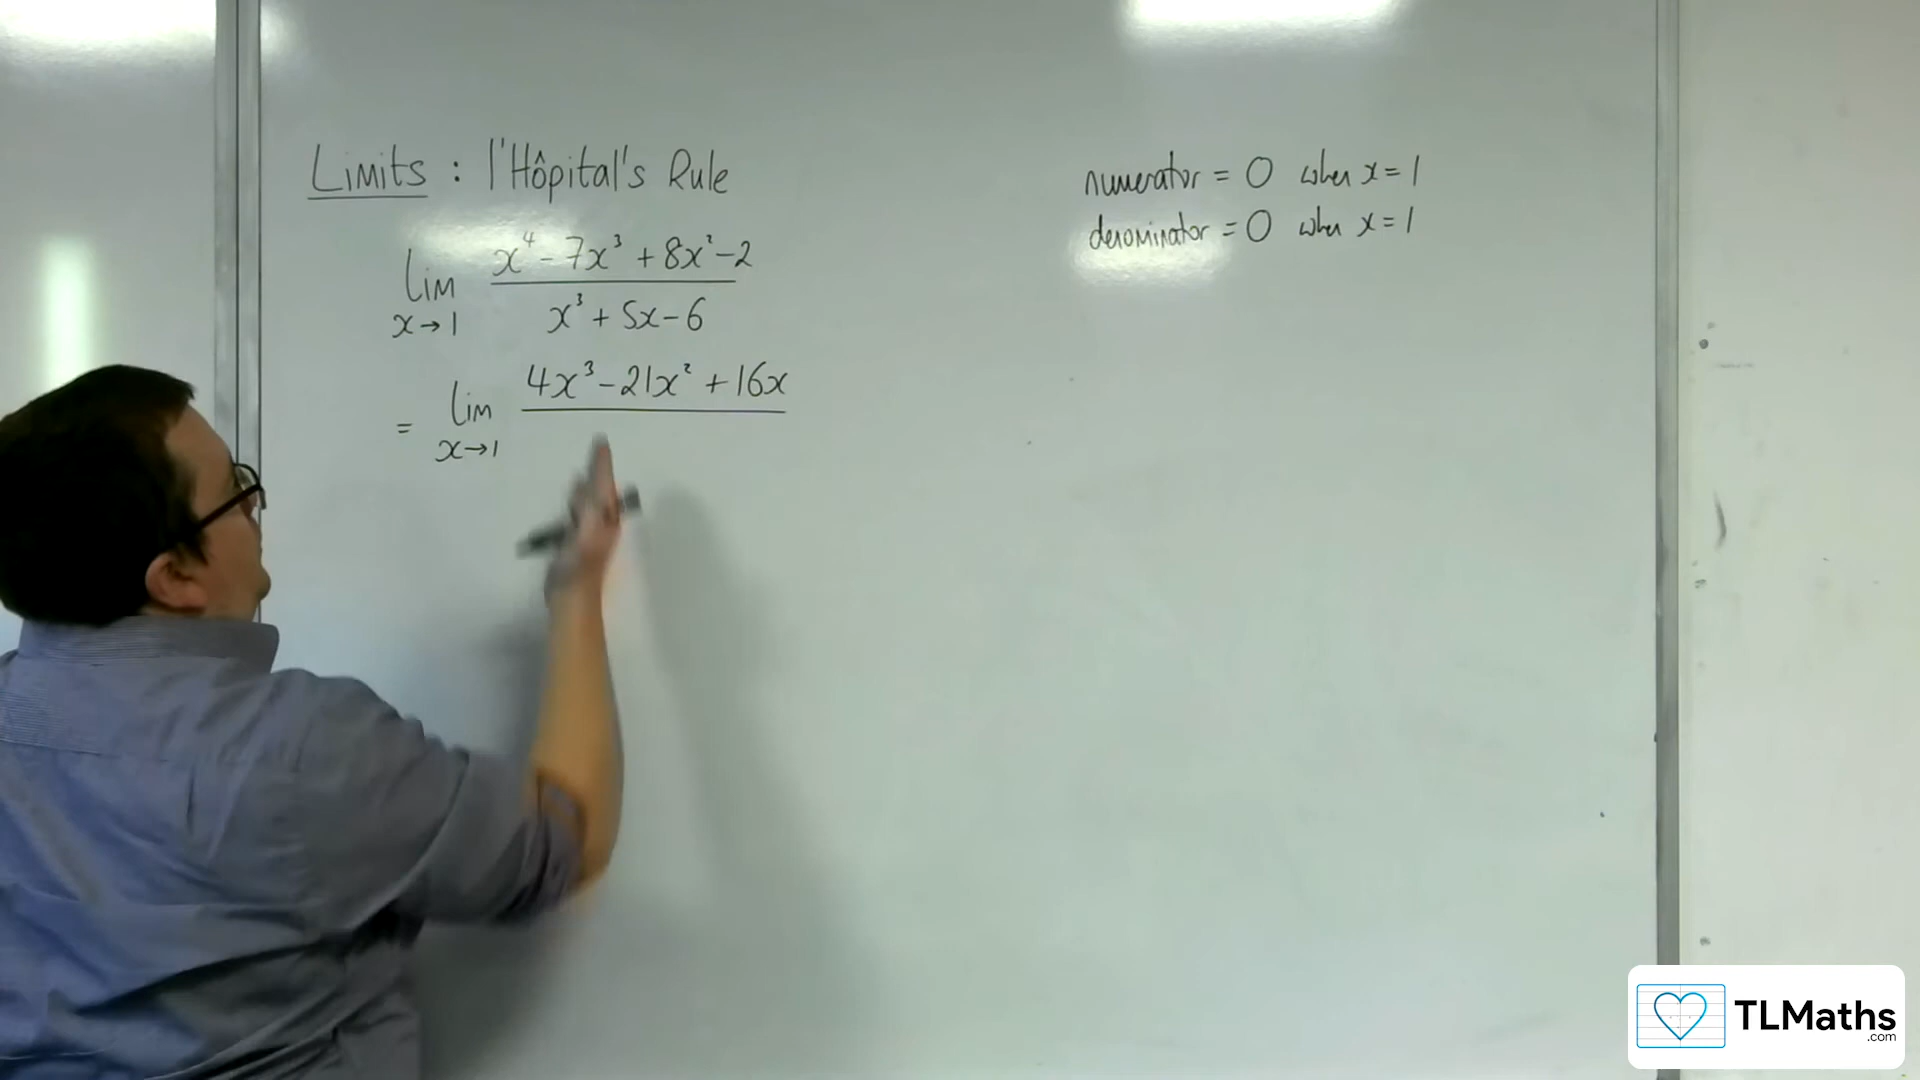 Limits : l'Hôpital's Rule
lim x→1 (x⁴ - 7x³ + 8x² - 2) / (x³ + 5x - 6)
= lim x→1 (4x³ - 21x² + 16x) /
numerator = 0 when x = 1
denominator = 0 when x = 1
TLMaths
.com